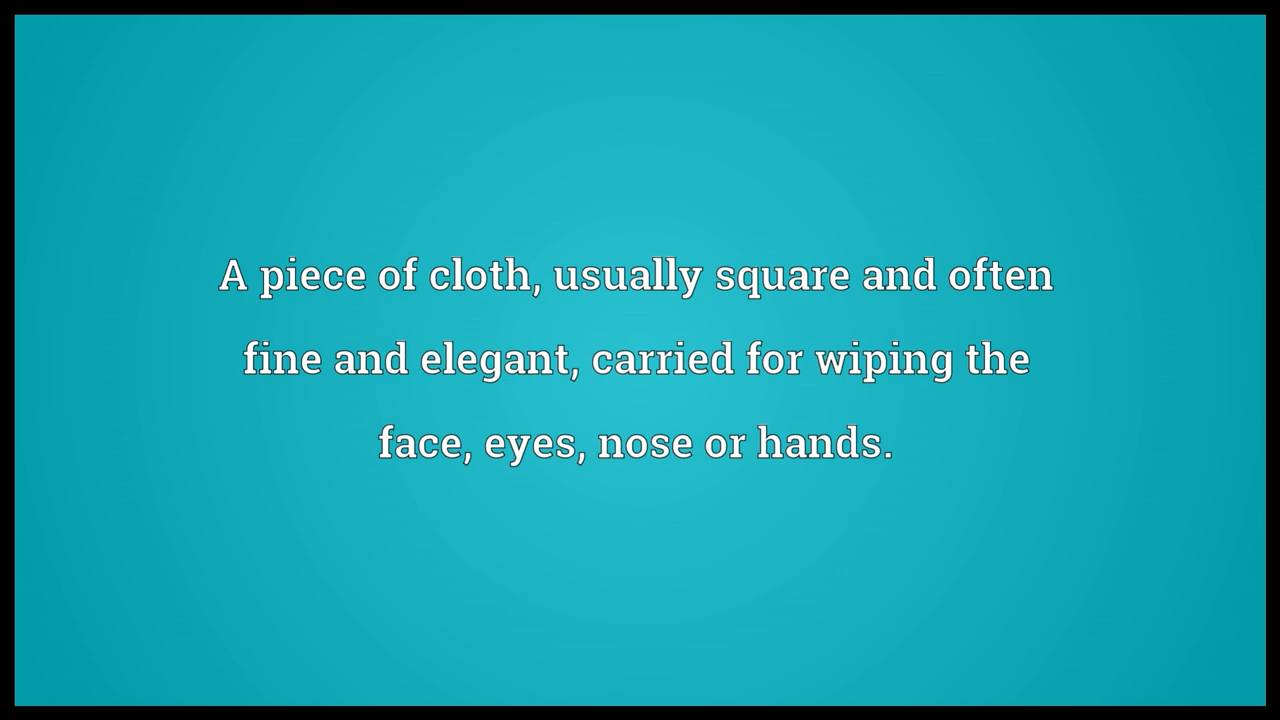 A piece of cloth, usually square and often
fine and elegant, carried for wiping the
face, eyes, nose or hands.